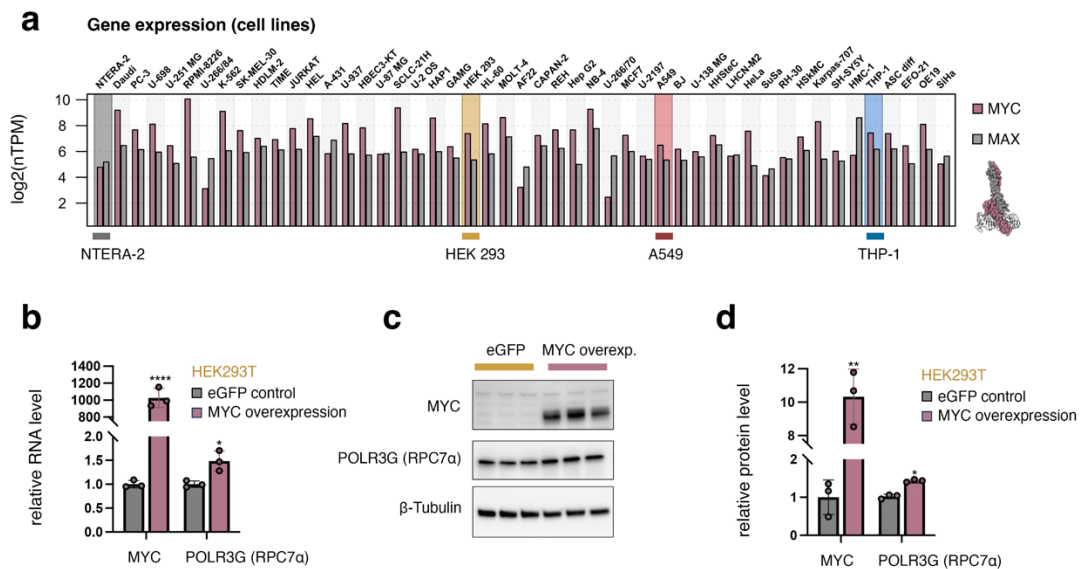 a
Gene expression (cell lines)
NTERA-2
Daudi
PC-3
U-698
U-251 MG
RPMI-8226
U-266/84
K-562
SK-MEL-30
HDLM-2
TIME
JURKAT
HEL
A-431
U-937
HBEC3-KT
U-87 MG
SCLC-21H
U-2 OS
HAP1
GAMG
HEK 293
HL-60
MOLT-4
AF22
CAPAN-2
REH
Hep G2
NB-4
U-266/70
MCF7
U-2197
A549
BJ
U-138 MG
HHSteC
LHCN-M2
HeLa
SuSa
RH-30
HSkMC
Karpas-707
SH-SY5Y
HMC-1
THP-1
ASC diff
EFO-21
OE19
SiHa
log2(nTPM)
10
8
6
4
2
MYC
MAX
NTERA-2
HEK 293
A549
THP-1
b
relative RNA level
1400
1200
1000
800
2.0
1.5
1.0
0.5
0.0
****
*
HEK293T
eGFP control
MYC overexpression
MYC
POLR3G (RPC7α)
c
eGFP
MYC overexp.
MYC
POLR3G (RPC7α)
β-Tubulin
d
relative protein level
12
10
8
2
1
0
**
*
HEK293T
eGFP control
MYC overexpression
MYC
POLR3G (RPC7α)